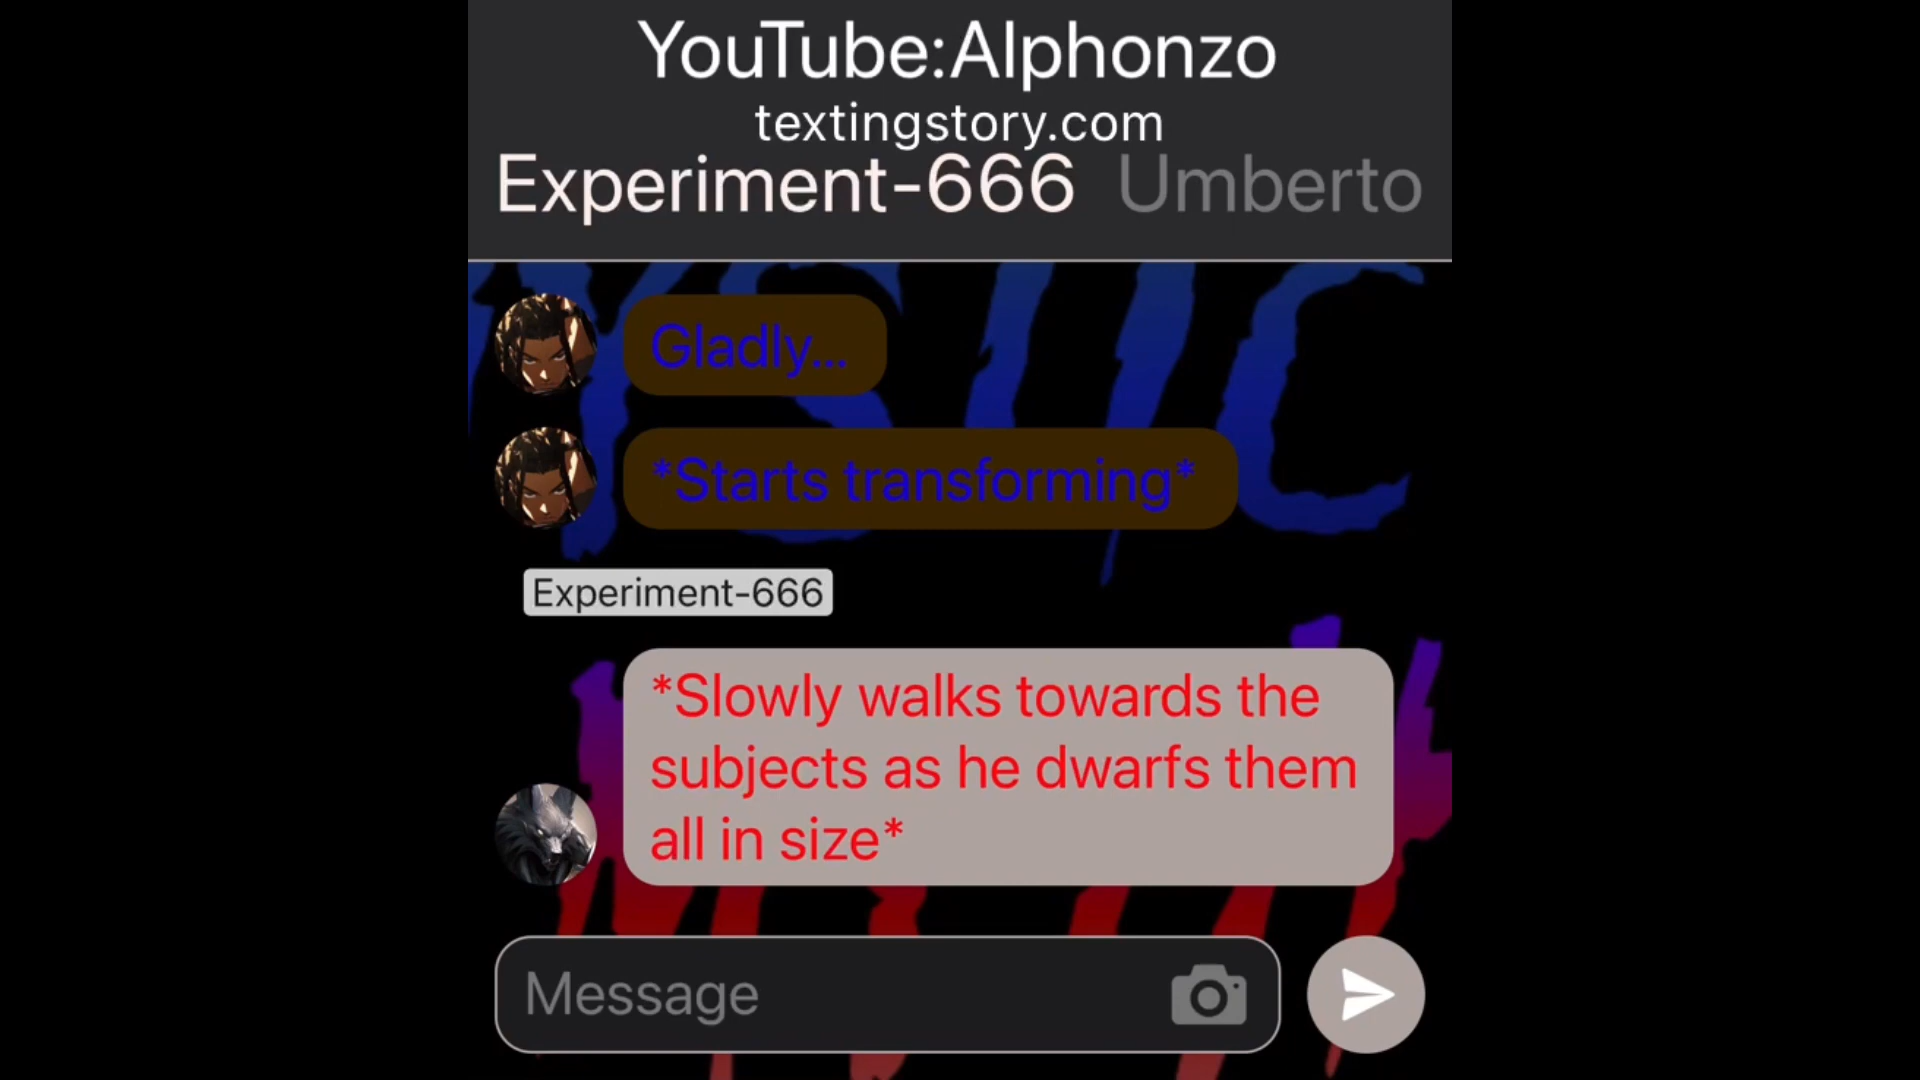 YouTube:Alphonzo
textingstory.com
Experiment-666 Umberto
Gladly...
*Starts transforming*
Experiment-666
*Slowly walks towards the
subjects as he dwarfs them
all in size*
Message